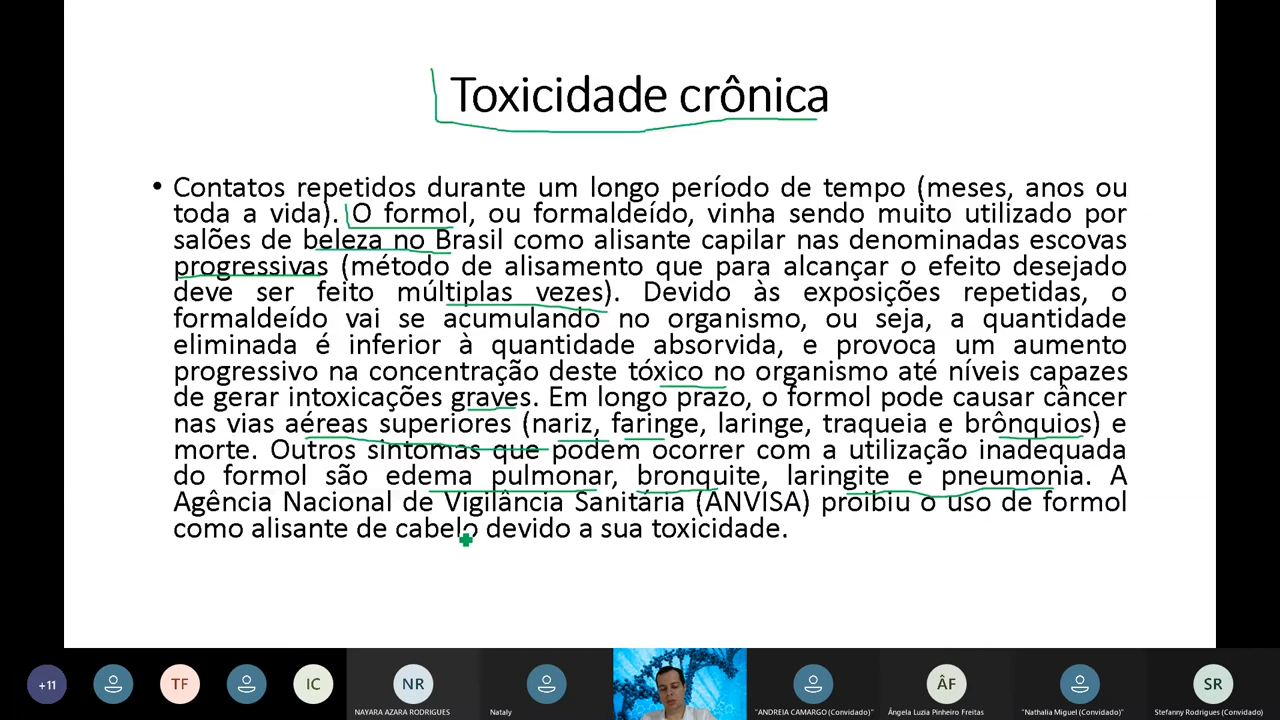 Toxicidade crônica
• Contatos repetidos durante um longo período de tempo (meses, anos ou
toda a vida). O formol, ou formaldeído, vinha sendo muito utilizado por
salões de beleza no Brasil como alisante capilar nas denominadas escovas
progressivas (método de alisamento que para alcançar o efeito desejado
deve ser feito múltiplas vezes). Devido às exposições repetidas, o
formaldeído vai se acumulando no organismo, ou seja, a quantidade
eliminada é inferior à quantidade absorvida, e provoca um aumento
progressivo na concentração deste tóxico no organismo até níveis capazes
de gerar intoxicações graves. Em longo prazo, o formol pode causar câncer
nas vias aéreas superiores (nariz, faringe, laringe, traqueia e brônquios) e
morte. Outros sintomas que podem ocorrer com a utilização inadequada
do formol são edema pulmonar, bronquite, laringite e pneumonia. A
Agência Nacional de Vigilância Sanitária (ANVISA) proibiu o uso de formol
como alisante de cabelo devido a sua toxicidade.
+11 TF IC NR ÂF SR
NAYARA AZARA RODRIGUES Nataly "ANDREIA CAMARGO (Convidado)" Ângela Luzia Pinheiro Freitas "Nathalia Miguel (Convidado)" Stefanny Rodrigues (Convidado)